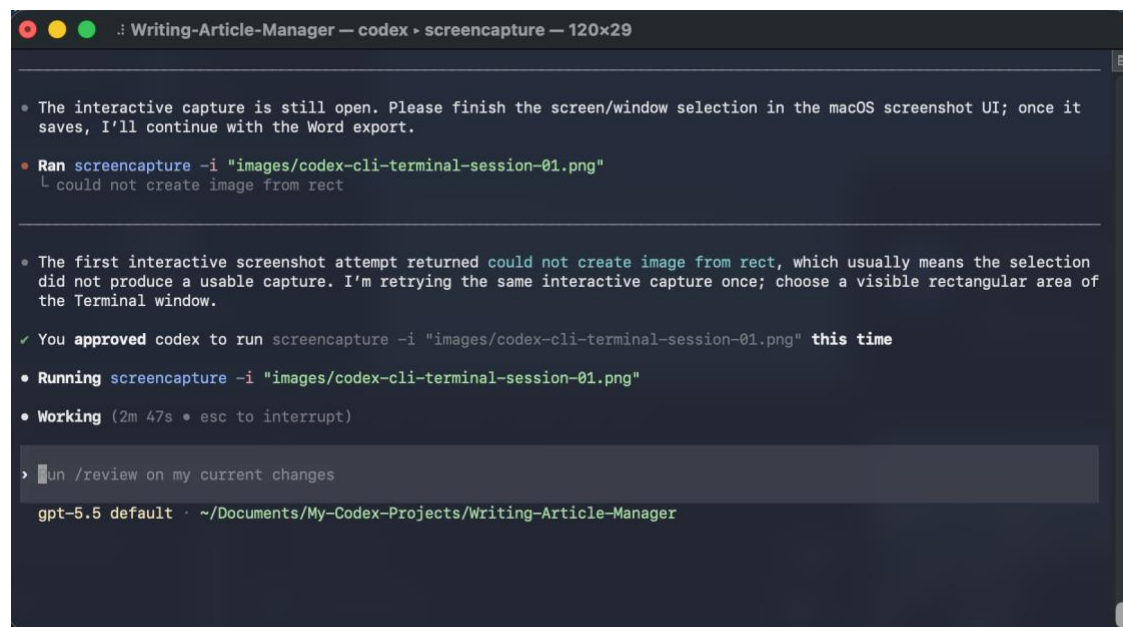 Writing-Article-Manager — codex ▸ screencapture — 120×29
• The interactive capture is still open. Please finish the screen/window selection in the macOS screenshot UI; once it
saves, I’ll continue with the Word export.
• Ran screencapture -i "images/codex-cli-terminal-session-01.png"
└ could not create image from rect
• The first interactive screenshot attempt returned could not create image from rect, which usually means the selection
did not produce a usable capture. I’m retrying the same interactive capture once; choose a visible rectangular area of
the Terminal window.
✔ You approved codex to run screencapture -i "images/codex-cli-terminal-session-01.png" this time
• Running screencapture -i "images/codex-cli-terminal-session-01.png"
• Working (2m 47s • esc to interrupt)
› Run /review on my current changes
gpt-5.5 default · ~/Documents/My-Codex-Projects/Writing-Article-Manager